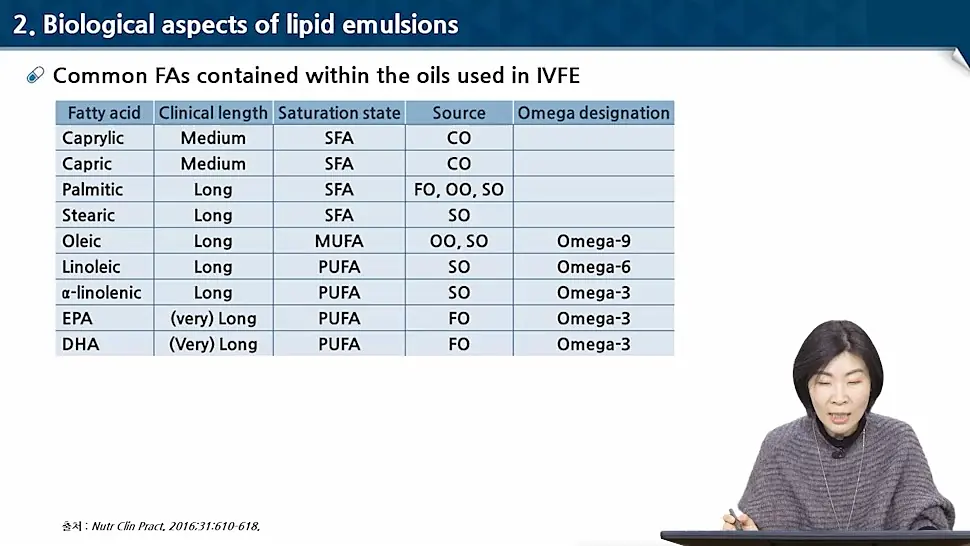 2. Biological aspects of lipid emulsions
Common FAs contained within the oils used in IVFE
Fatty acid Clinical length Saturation state Source Omega designation
Caprylic Medium SFA CO
Capric Medium SFA CO
Palmitic Long SFA FO, OO, SO
Stearic Long SFA SO
Oleic Long MUFA OO, SO Omega-9
Linoleic Long PUFA SO Omega-6
α-linolenic Long PUFA SO Omega-3
EPA (very) Long PUFA FO Omega-3
DHA (Very) Long PUFA FO Omega-3
출처 : Nutr Clin Pract. 2016;31:610-618.